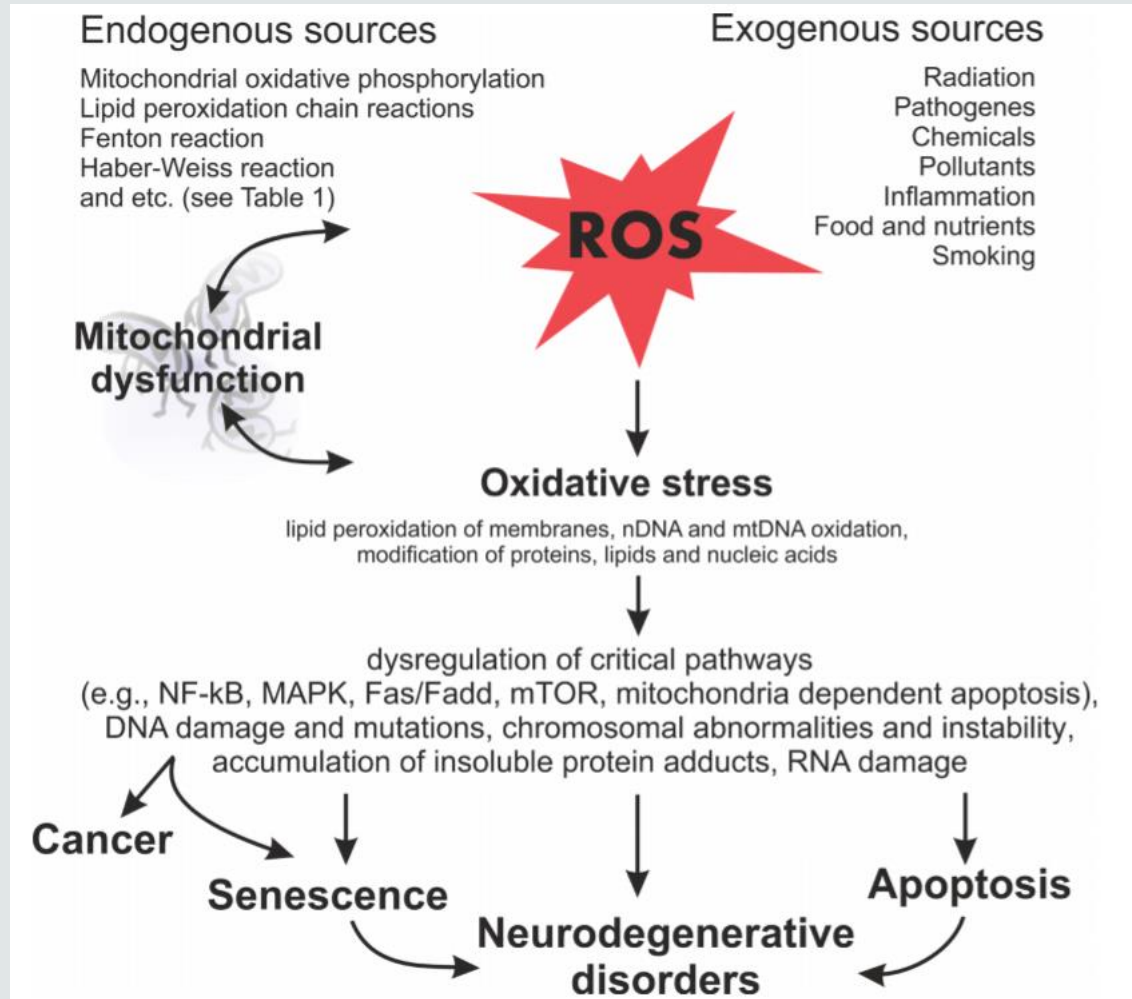 Endogenous sources
Mitochondrial oxidative phosphorylation
Lipid peroxidation chain reactions
Fenton reaction
Haber-Weiss reaction
and etc. (see Table 1)
Exogenous sources
Radiation
Pathogenes
Chemicals
Pollutants
Inflammation
Food and nutrients
Smoking
ROS
Mitochondrial
dysfunction
Oxidative stress
lipid peroxidation of membranes, nDNA and mtDNA oxidation,
modification of proteins, lipids and nucleic acids
dysregulation of critical pathways
(e.g., NF-kB, MAPK, Fas/Fadd, mTOR, mitochondria dependent apoptosis),
DNA damage and mutations, chromosomal abnormalities and instability,
accumulation of insoluble protein adducts, RNA damage
Cancer
Senescence
Apoptosis
Neurodegenerative
disorders